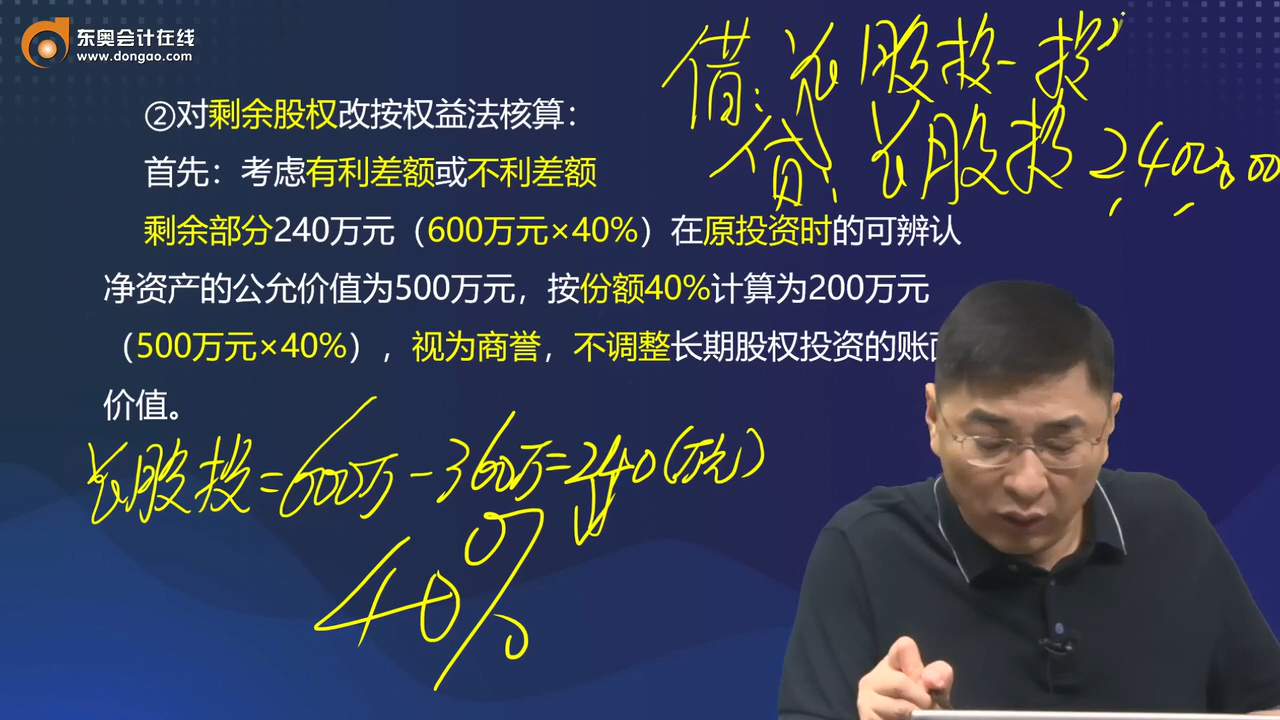 东奥会计在线
www.dongao.com
借:长股投-投
贷:长股投 2400000
②对剩余股权改按权益法核算：
首先：考虑有利差额或不利差额
剩余部分240万元（600万元×40%）在原投资时的可辨认
净资产的公允价值为500万元，按份额40%计算为200万元
（500万元×40%），视为商誉，不调整长期股权投资的账面
价值。
长股投=600万-360万=240(万元)
40%